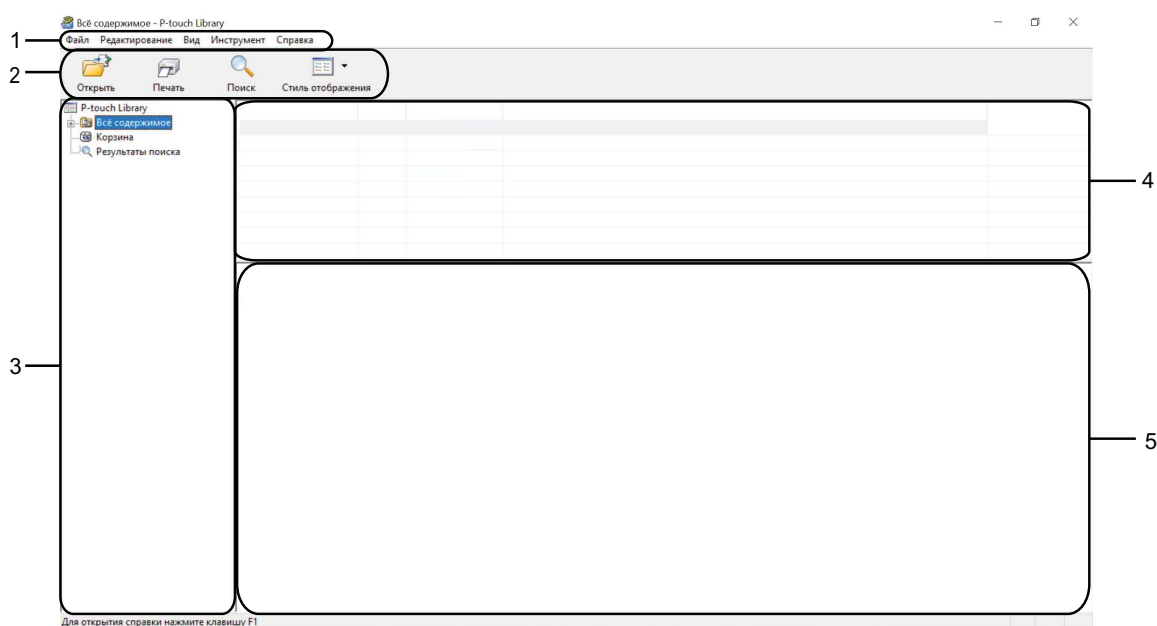 Всё содержимое - P-touch Library
1
Файл Редактирование Вид Инструмент Справка
2
Открыть Печать Поиск Стиль отображения
P-touch Library
Всё содержимое
Корзина
Результаты поиска
4
3
5
Для открытия справки нажмите клавишу F1